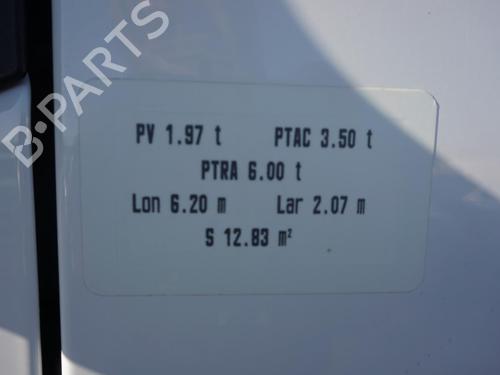 B-PARTS
PV 1.97 t PTAC 3.50 t
PTRA 6.00 t
Lon 6.20 m Lar 2.07 m
S 12.83 m²